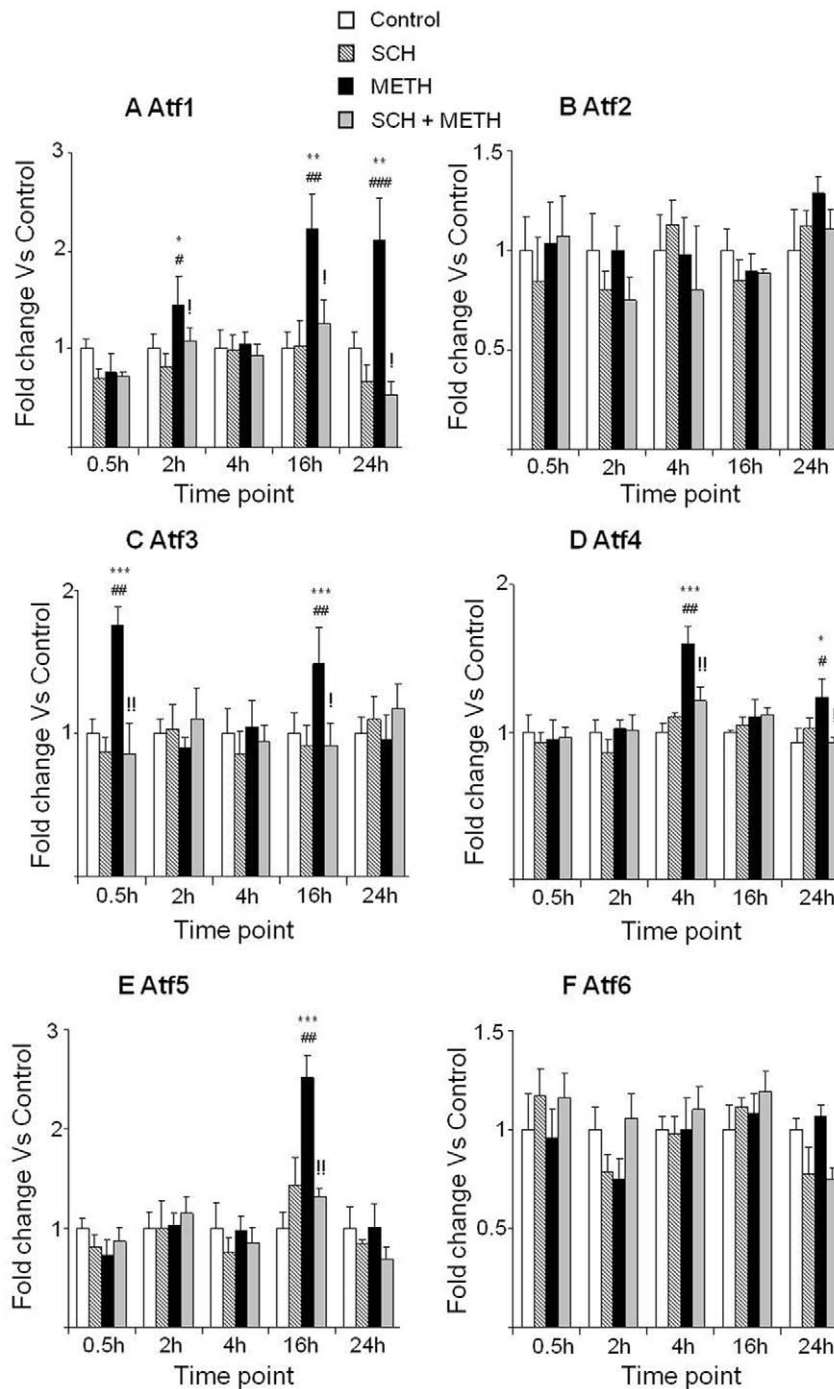 Control
SCH
METH
SCH + METH
A Atf1
Fold change Vs Control
3
2
1
*
#
!
**
##
!
**
###
!
0.5h 2h 4h 16h 24h
Time point
B Atf2
Fold change Vs Control
1.5
1
0.5
0.5h 2h 4h 16h 24h
Time point
C Atf3
Fold change Vs Control
2
1
***
##
!!
***
##
!
0.5h 2h 4h 16h 24h
Time point
D Atf4
Fold change Vs Control
2
1
***
##
!!
*
#
!
0.5h 2h 4h 16h 24h
Time point
E Atf5
Fold change Vs Control
3
2
1
***
##
!!
0.5h 2h 4h 16h 24h
Time point
F Atf6
Fold change Vs Control
1.5
1
0.5
0.5h 2h 4h 16h 24h
Time point